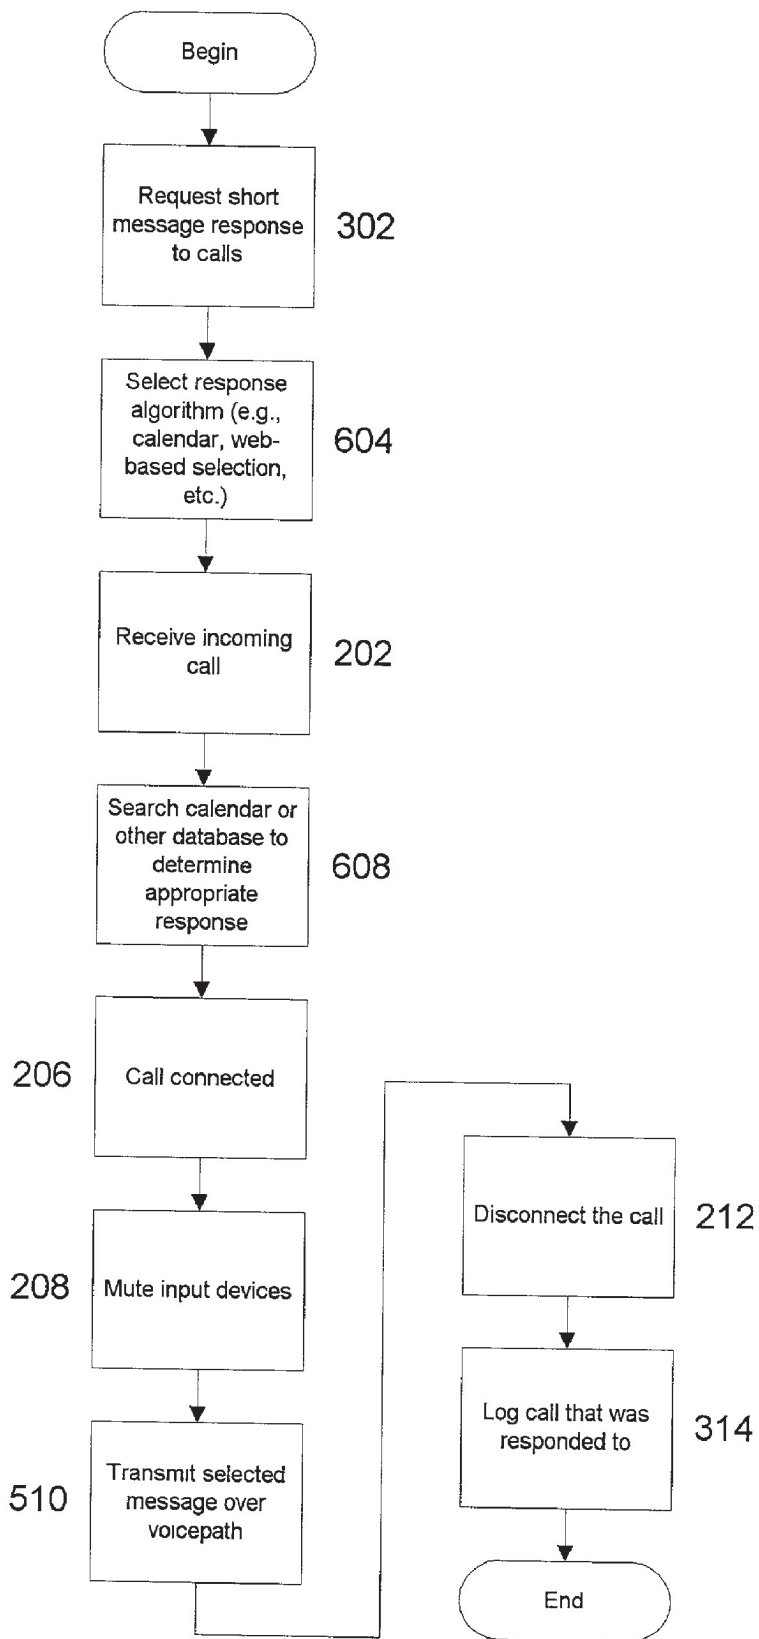 Begin
Request short
message response
to calls
302
Select response
algorithm (e.g.,
calendar, web-
based selection,
etc.)
604
Receive incoming
call
202
Search calendar or
other database to
determine
appropriate
response
608
206
Call connected
208
Mute input devices
510
Transmit selected
message over
voicepath
Disconnect the call
212
Log call that was
responded to
314
End